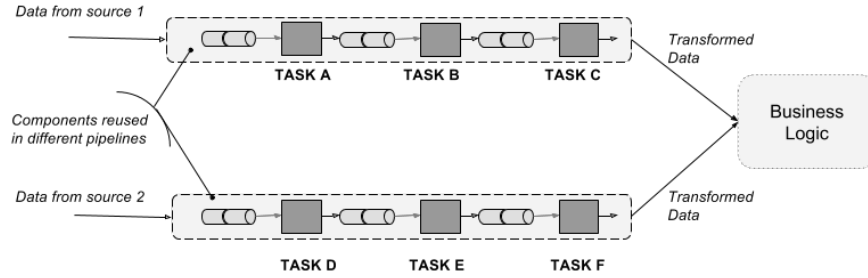 Data from source 1
TASK A
TASK B
TASK C
Transformed
Data
Components reused
in different pipelines
Business
Logic
Data from source 2
Transformed
Data
TASK D
TASK E
TASK F